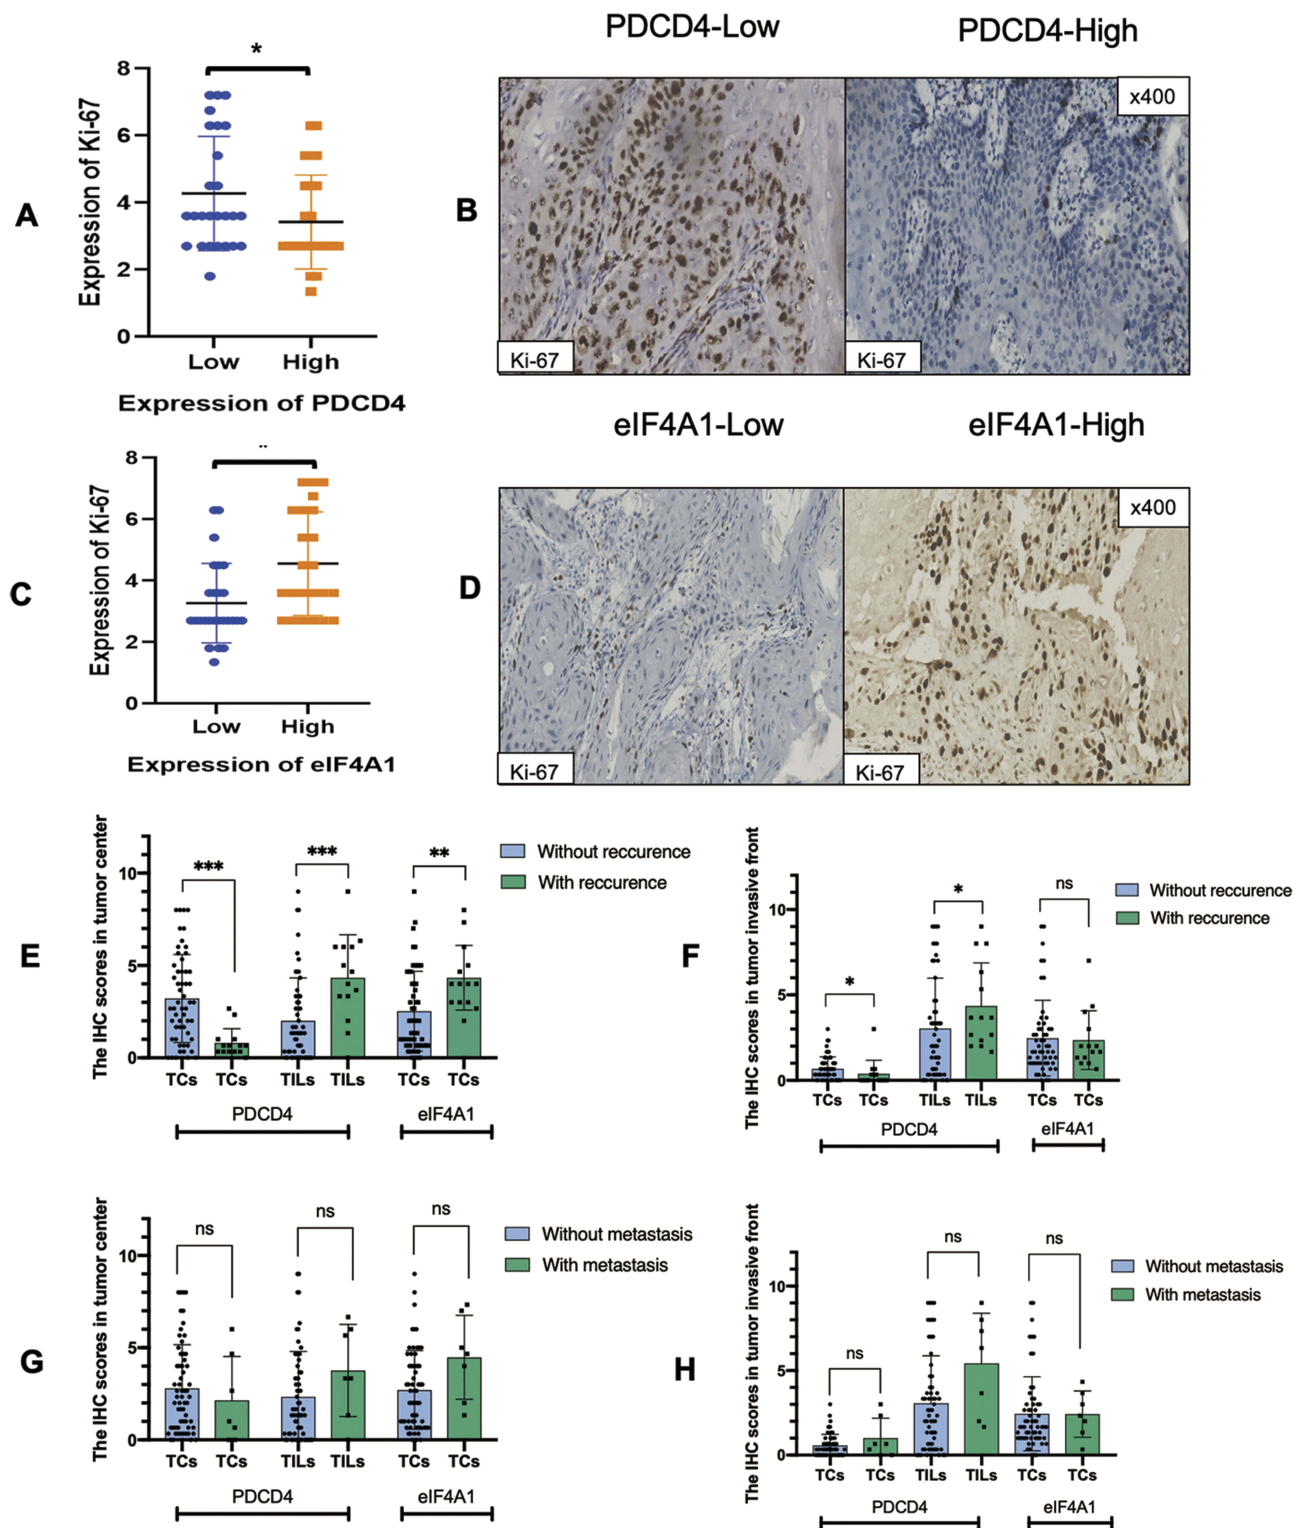 A
*
Expression of Ki-67
8
6
4
2
0
Low
High
Expression of PDCD4
B
PDCD4-Low
PDCD4-High
x400
Ki-67
Ki-67
C
Expression of Ki-67
8
6
4
2
0
Low
High
Expression of eIF4A1
D
eIF4A1-Low
eIF4A1-High
x400
Ki-67
Ki-67
E
The IHC scores in tumor center
10
5
0
***
***
**
TCs TCs TILs TILs TCs TCs
PDCD4 eIF4A1
Without reccurence
With reccurence
F
The IHC scores in tumor invasive front
10
5
0
*
*
ns
TCs TCs TILs TILs TCs TCs
PDCD4 eIF4A1
Without reccurence
With reccurence
G
The IHC scores in tumor center
10
5
0
ns
ns
ns
TCs TCs TILs TILs TCs TCs
PDCD4 eIF4A1
Without metastasis
With metastasis
H
The IHC scores in tumor invasive front
10
5
0
ns
ns
ns
TCs TCs TILs TILs TCs TCs
PDCD4 eIF4A1
Without metastasis
With metastasis